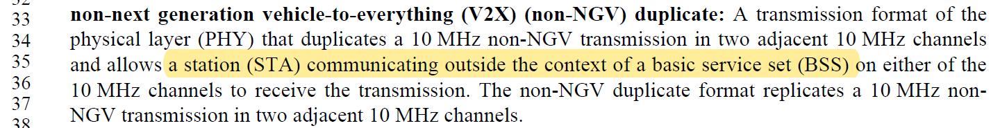 32
33 non-next generation vehicle-to-everything (V2X) (non-NGV) duplicate: A transmission format of the
34 physical layer (PHY) that duplicates a 10 MHz non-NGV transmission in two adjacent 10 MHz channels
35 and allows a station (STA) communicating outside the context of a basic service set (BSS) on either of the
36 10 MHz channels to receive the transmission. The non-NGV duplicate format replicates a 10 MHz non-
37 NGV transmission in two adjacent 10 MHz channels.
38